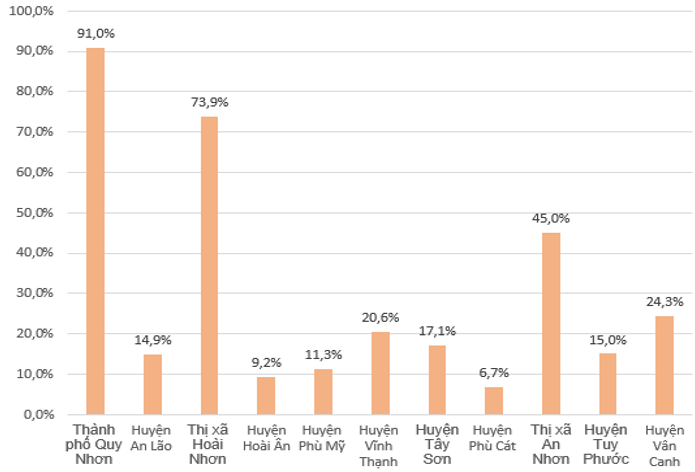 100,0%
90,0%
80,0%
70,0%
60,0%
50,0%
40,0%
30,0%
20,0%
10,0%
0,0%
91,0%
14,9%
73,9%
9,2%
11,3%
20,6%
17,1%
6,7%
45,0%
15,0%
24,3%
Thành
phố Quy
Nhơn
Huyện
An Lão
Thị xã
Hoài
Nhơn
Huyện
Hoài Ân
Huyện
Phù Mỹ
Huyện
Vĩnh
Thạnh
Huyện
Tây
Sơn
Huyện
Phù Cát
Thị xã
An
Nhơn
Huyện
Tuy
Phước
Huyện
Vân
Canh